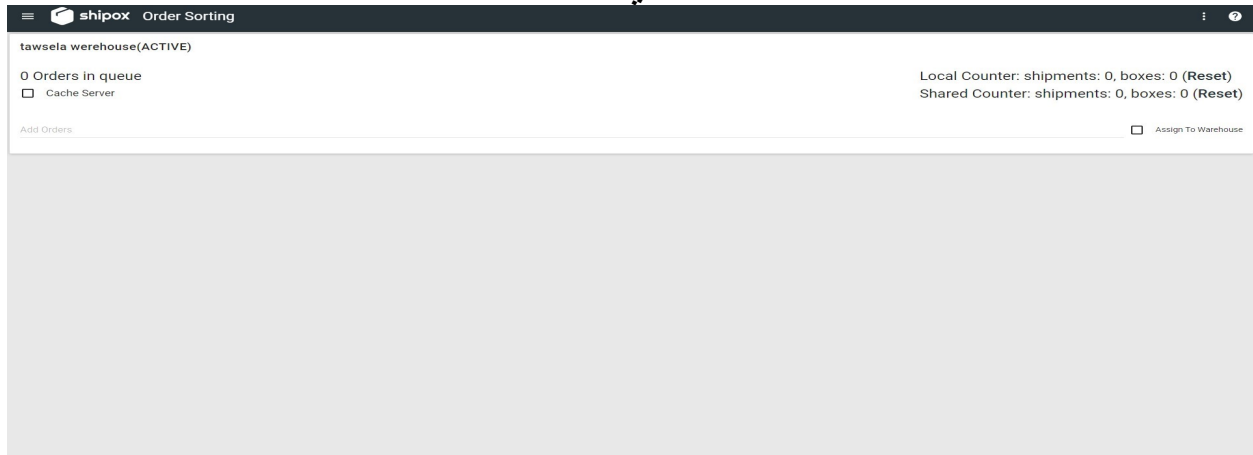 shipox Order Sorting
tawsela werehouse(ACTIVE)
0 Orders in queue
Local Counter: shipments: 0, boxes: 0 (Reset)
Cache Server
Shared Counter: shipments: 0, boxes: 0 (Reset)
Add Orders
Assign To Warehouse